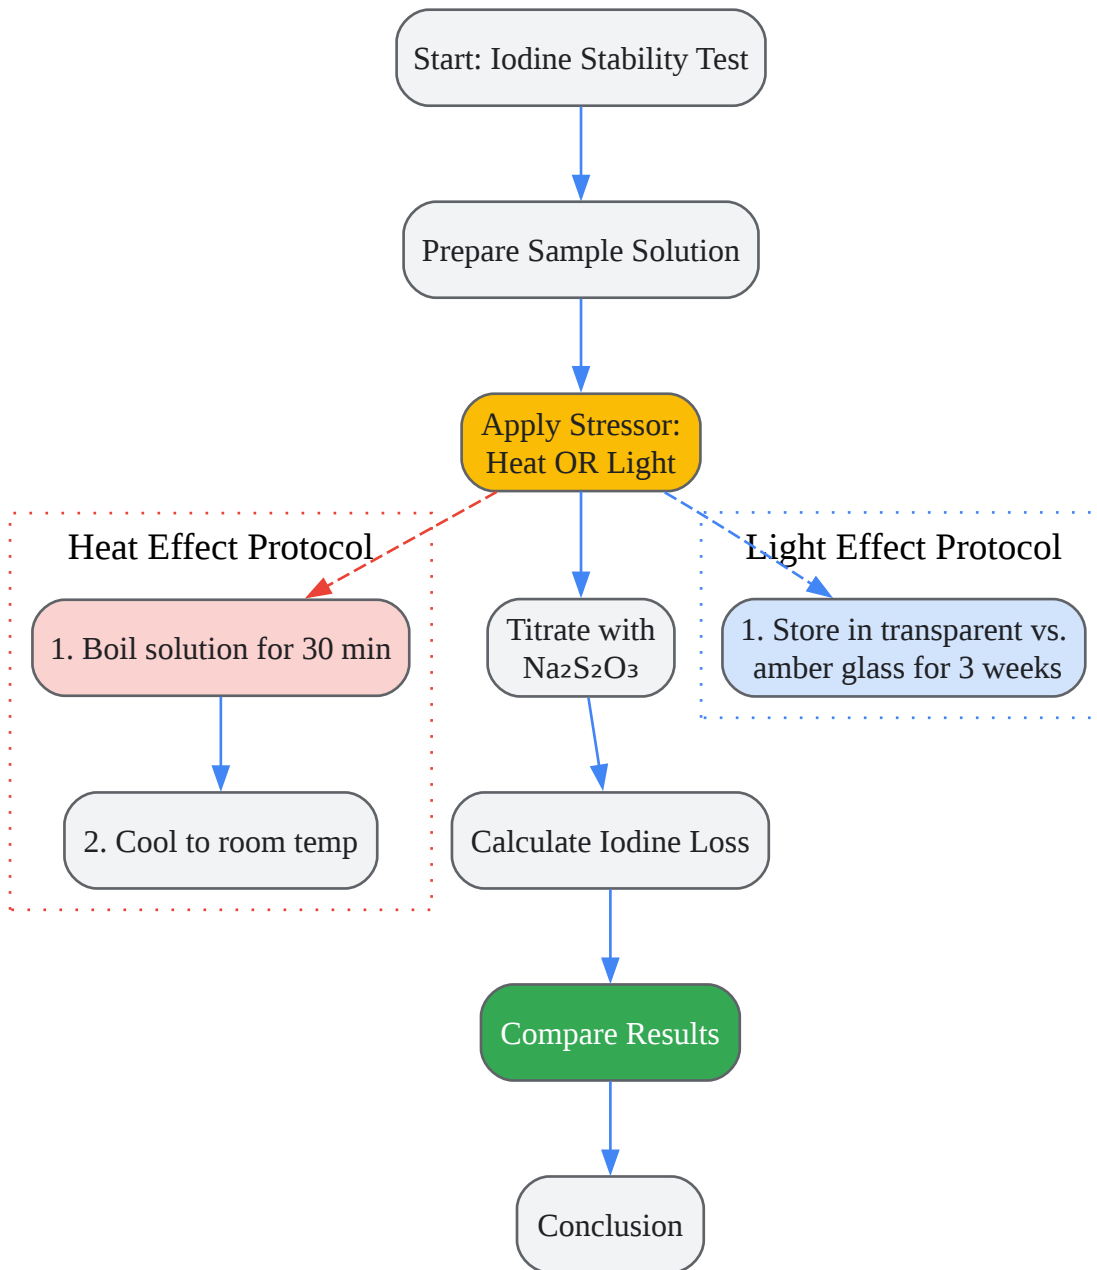 Start: Iodine Stability Test
Prepare Sample Solution
Apply Stressor:
Heat OR Light
Heat Effect Protocol
1. Boil solution for 30 min
2. Cool to room temp
Titrate with
Na₂S₂O₃
Light Effect Protocol
1. Store in transparent vs.
amber glass for 3 weeks
Calculate Iodine Loss
Compare Results
Conclusion